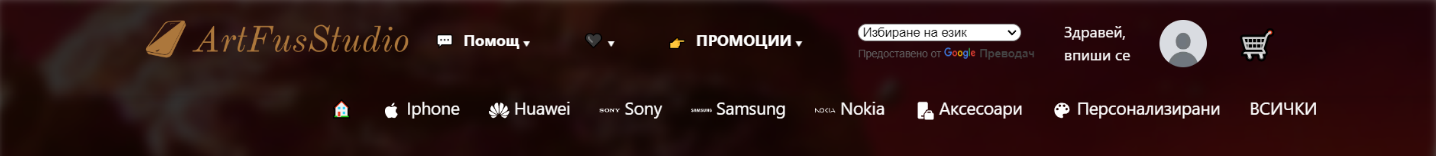 ArtFusStudio
Помощ
ПРОМОЦИИ
Избиране на език
Предоставено от Google Преводач
Здравей,
впиши се
Iphone
HUAWEI Huawei
SONY Sony
SAMSUNG Samsung
NOKIA Nokia
Аксесоари
Персонализирани
ВСИЧКИ